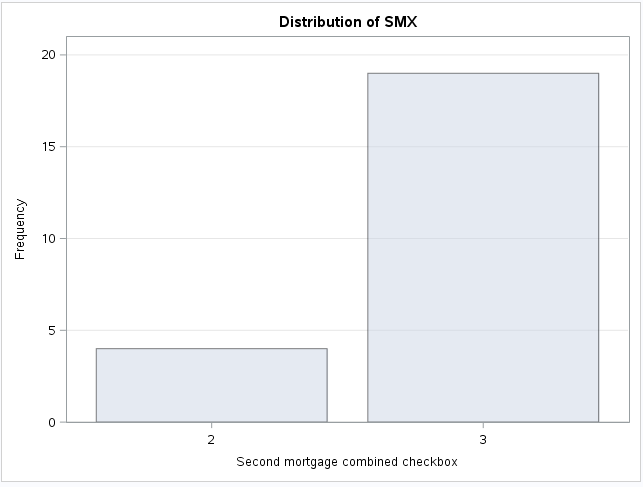 Distribution of SMX
20
15
10
5
0
Frequency
2
3
Second mortgage combined checkbox